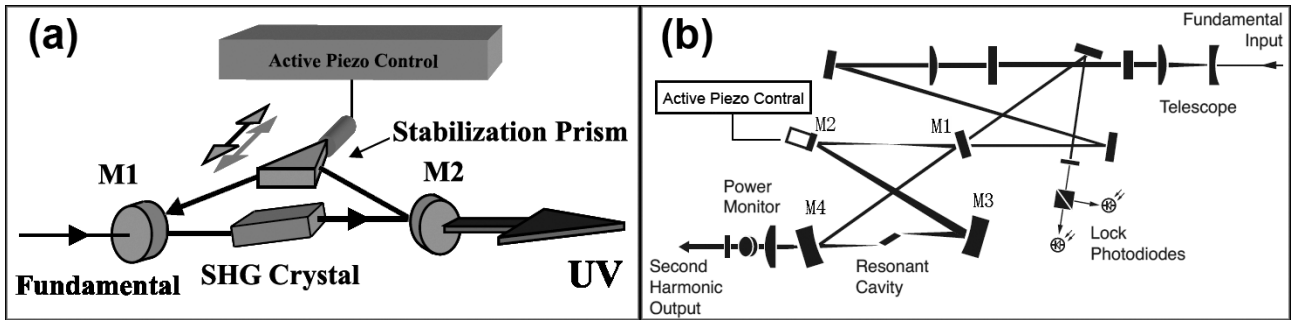 (a)
Active Piezo Control
Stabilization Prism
M1
M2
SHG Crystal
Fundamental
UV
(b)
Fundamental
Input
Telescope
Active Piezo Contral
M2
M1
Power
Monitor
M4
M3
Lock
Photodiodes
Second
Harmonic
Output
Resonant
Cavity